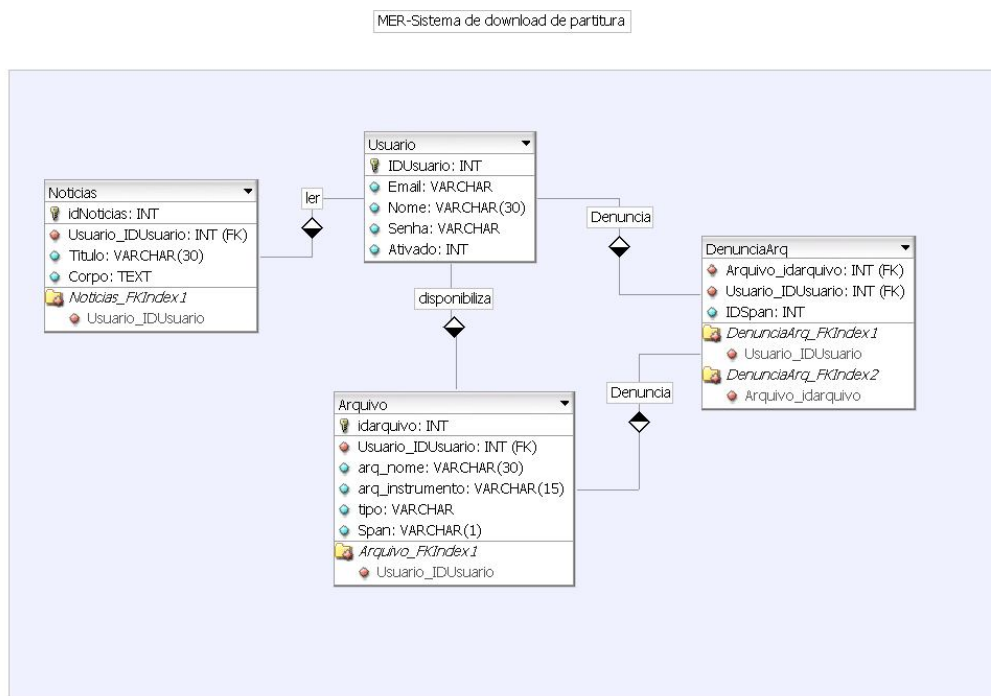 MER-Sistema de download de partitura
Noticias
idNoticias: INT
Usuario_IDUsuario: INT (FK)
Titulo: VARCHAR(30)
Corpo: TEXT
Noticias_FKIndex1
Usuario_IDUsuario
ler
Usuario
IDUsuario: INT
Email: VARCHAR
Nome: VARCHAR(30)
Senha: VARCHAR
Ativado: INT
Denuncia
DenunciaArq
Arquivo_idarquivo: INT (FK)
Usuario_IDUsuario: INT (FK)
IDSpan: INT
DenunciaArq_FKIndex1
Usuario_IDUsuario
DenunciaArq_FKIndex2
Arquivo_idarquivo
disponibiliza
Denuncia
Arquivo
idarquivo: INT
Usuario_IDUsuario: INT (FK)
arq_nome: VARCHAR(30)
arq_instrumento: VARCHAR(15)
tipo: VARCHAR
Span: VARCHAR(1)
Arquivo_FKIndex1
Usuario_IDUsuario